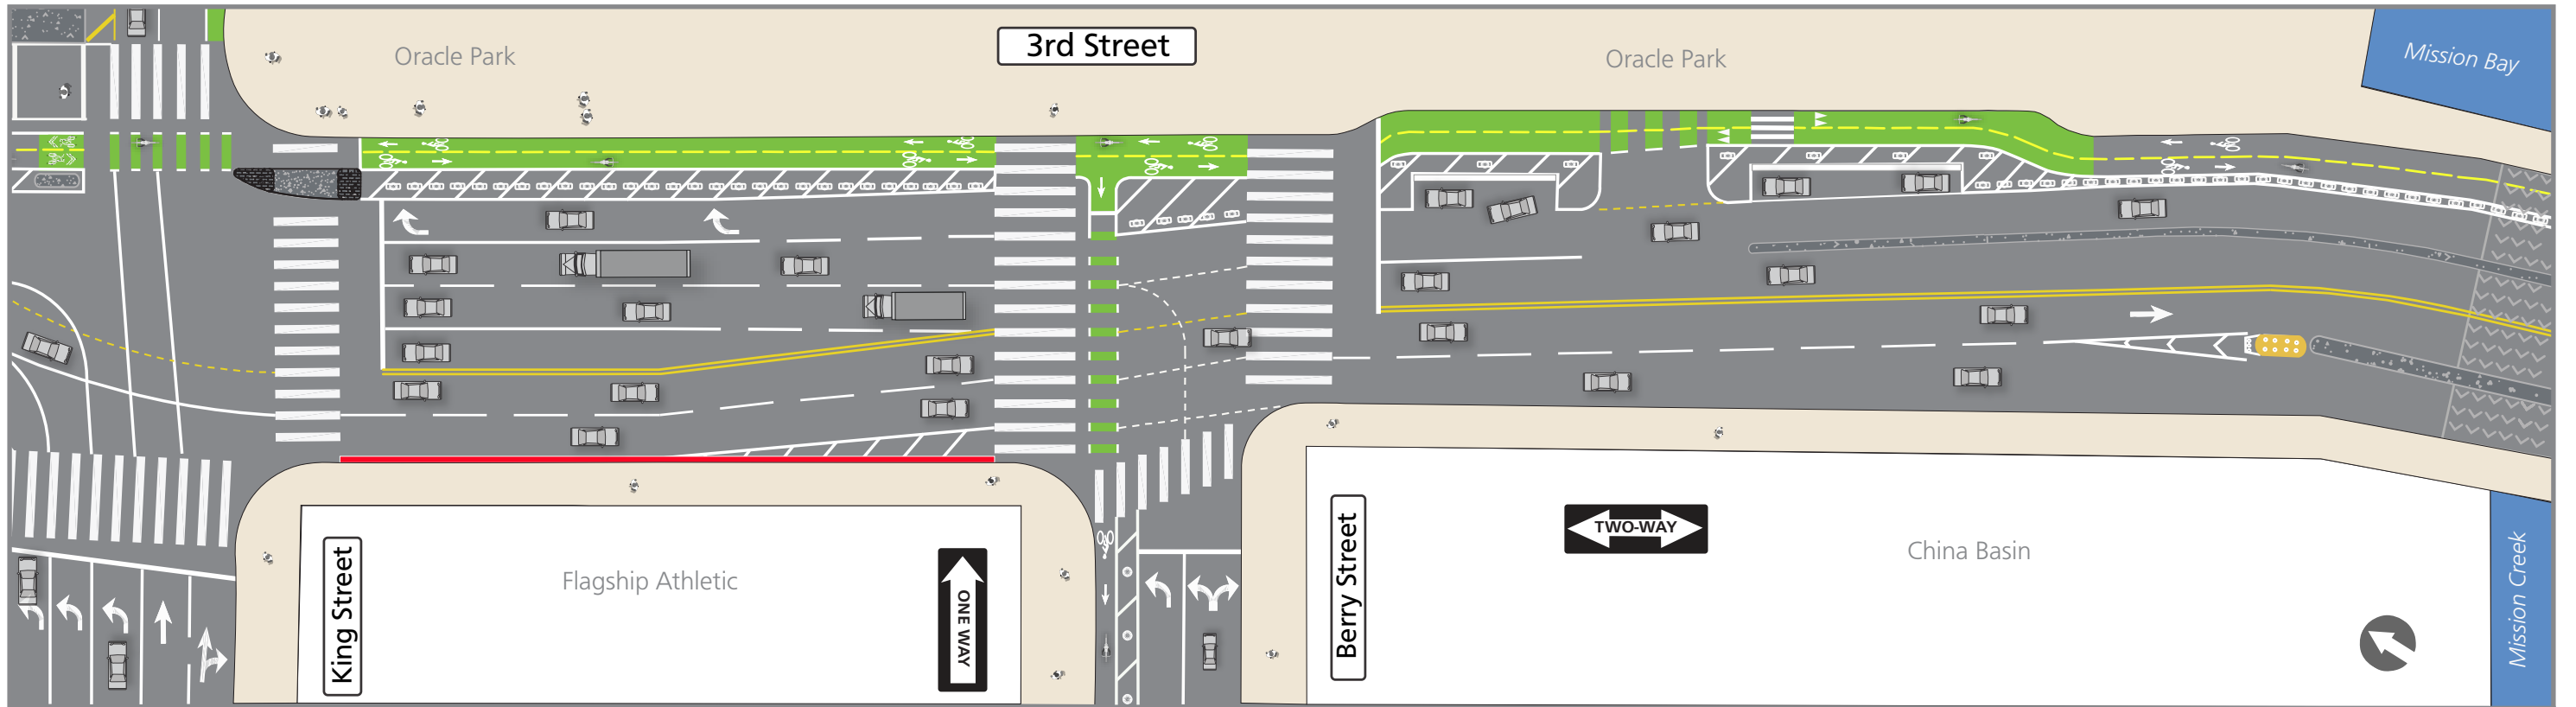 Oracle Park
3rd Street
Oracle Park
Mission Bay
King Street
Flagship Athletic
ONE WAY
Berry Street
TWO-WAY
China Basin
Mission Creek